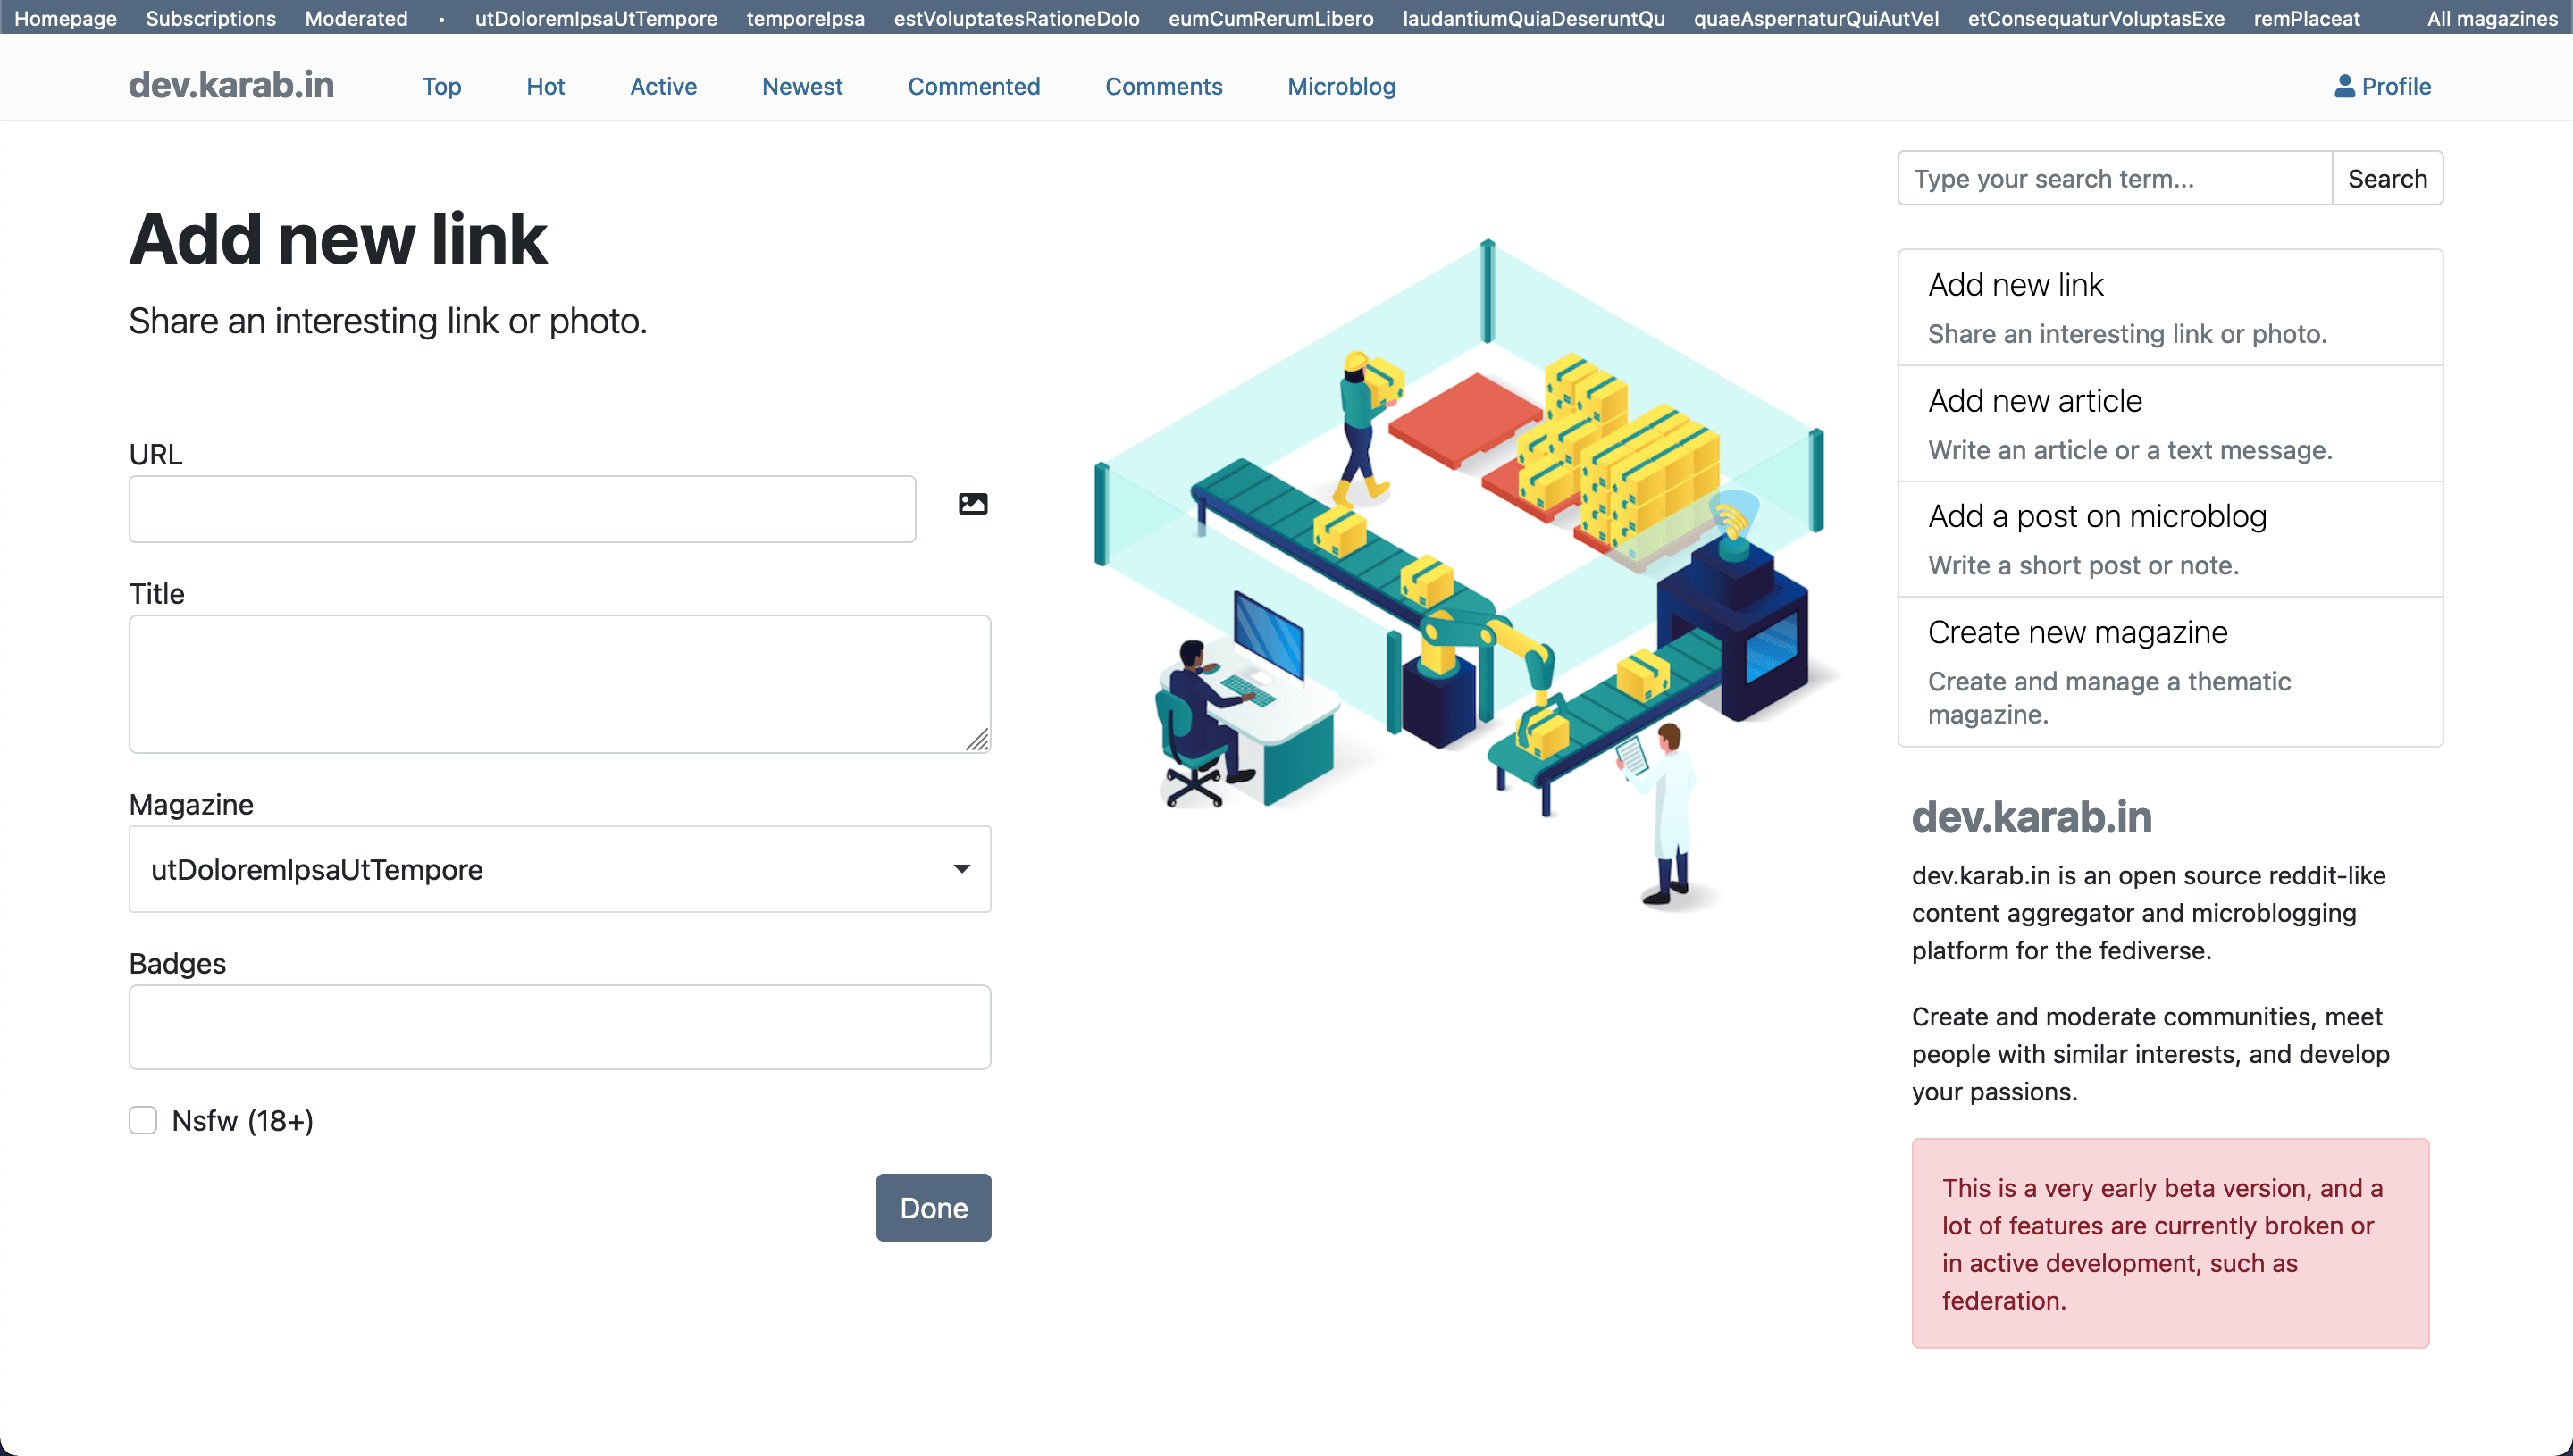 Homepage Subscriptions Moderated • utDoloremIpsaUtTempore temporeIpsa estVoluptatesRationeDolo eumCumRerumLibero laudantiumQuiaDeseruntQu quaeAspernaturQuiAutVel etConsequaturVoluptasExe remPlaceat All magazines
dev.karab.in Top Hot Active Newest Commented Comments Microblog Profile
Add new link
Share an interesting link or photo.
URL
Title
Magazine
utDoloremIpsaUtTempore
Badges
Nsfw (18+)
Done
Type your search term... Search
Add new link
Share an interesting link or photo.
Add new article
Write an article or a text message.
Add a post on microblog
Write a short post or note.
Create new magazine
Create and manage a thematic
magazine.
dev.karab.in
dev.karab.in is an open source reddit-like
content aggregator and microblogging
platform for the fediverse.
Create and moderate communities, meet
people with similar interests, and develop
your passions.
This is a very early beta version, and a
lot of features are currently broken or
in active development, such as
federation.